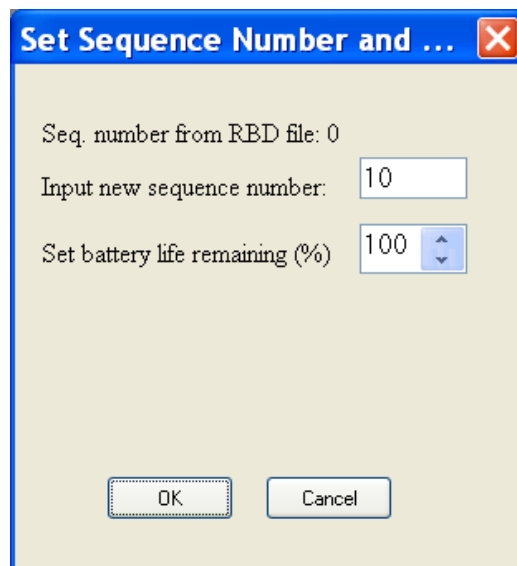 Set Sequence Number and ...
Seq. number from RBD file: 0
Input new sequence number: 10
Set battery life remaining (%) 100
OK Cancel